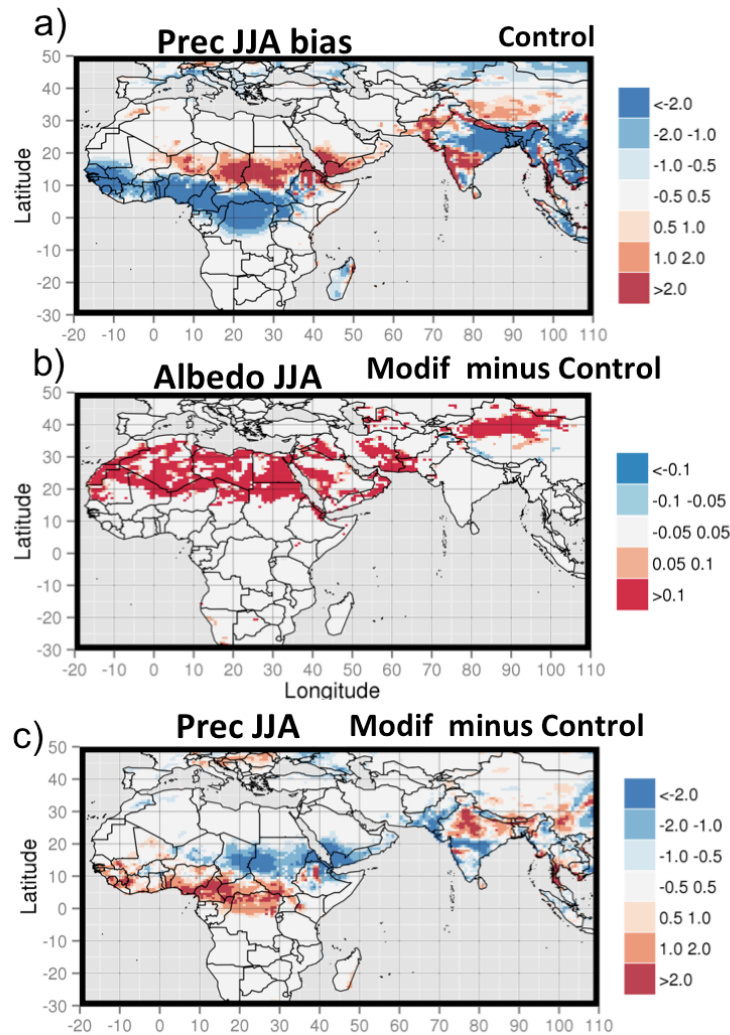 a)
Prec JJA bias
Control
50
40
30
20
10
0
-10
-20
-30
Latitude
-20 -10 0 10 20 30 40 50 60 70 80 90 100 110
<-2.0
-2.0 -1.0
-1.0 -0.5
-0.5 0.5
0.5 1.0
1.0 2.0
>2.0
b)
Albedo JJA
Modif minus Control
50
40
30
20
10
0
-10
-20
-30
Latitude
-20 -10 0 10 20 30 40 50 60 70 80 90 100 110
Longitude
<-0.1
-0.1 -0.05
-0.05 0.05
0.05 0.1
>0.1
c)
Prec JJA
Modif minus Control
50
40
30
20
10
0
-10
-20
-30
Latitude
-20 -10 0 10 20 30 40 50 60 70 80 90 100 110
<-2.0
-2.0 -1.0
-1.0 -0.5
-0.5 0.5
0.5 1.0
1.0 2.0
>2.0